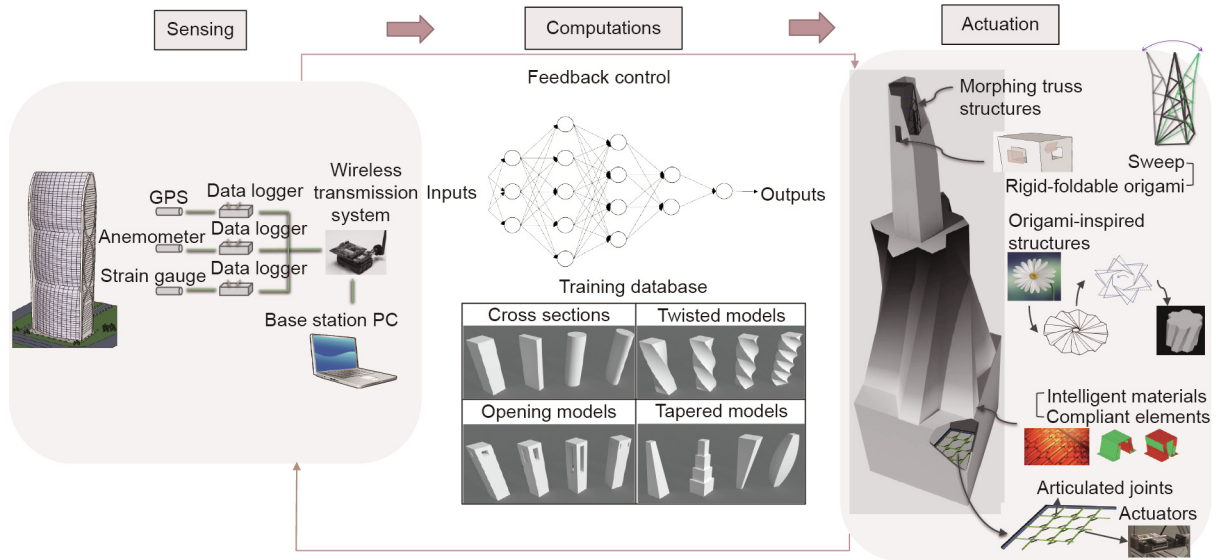 Sensing
Computations
Actuation
GPS
Data logger
Anemometer
Data logger
Strain gauge
Data logger
Wireless
transmission
system
Base station PC
Feedback control
Inputs
Outputs
Training database
Cross sections
Twisted models
Opening models
Tapered models
Morphing truss
structures
Sweep
Rigid-foldable origami
Origami-inspired
structures
Intelligent materials
Compliant elements
Articulated joints
Actuators